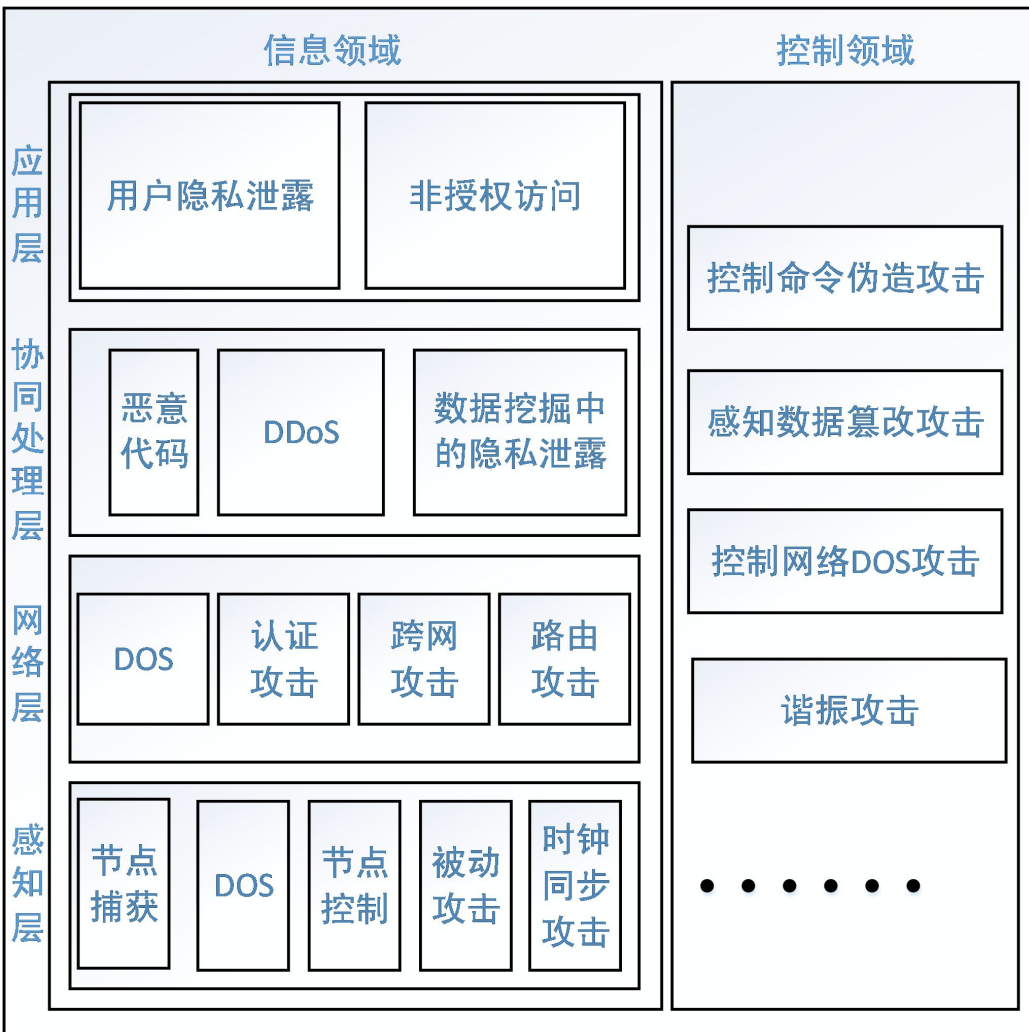 信息领域
控制领域
应用层
用户隐私泄露
非授权访问
协同处理层
恶意
代码
DDoS
数据挖掘中
的隐私泄露
网络层
DOS
认证
攻击
跨网
攻击
路由
攻击
感知层
节点
捕获
DOS
节点
控制
被动
攻击
时钟
同步
攻击
控制命令伪造攻击
感知数据篡改攻击
控制网络DOS攻击
谐振攻击